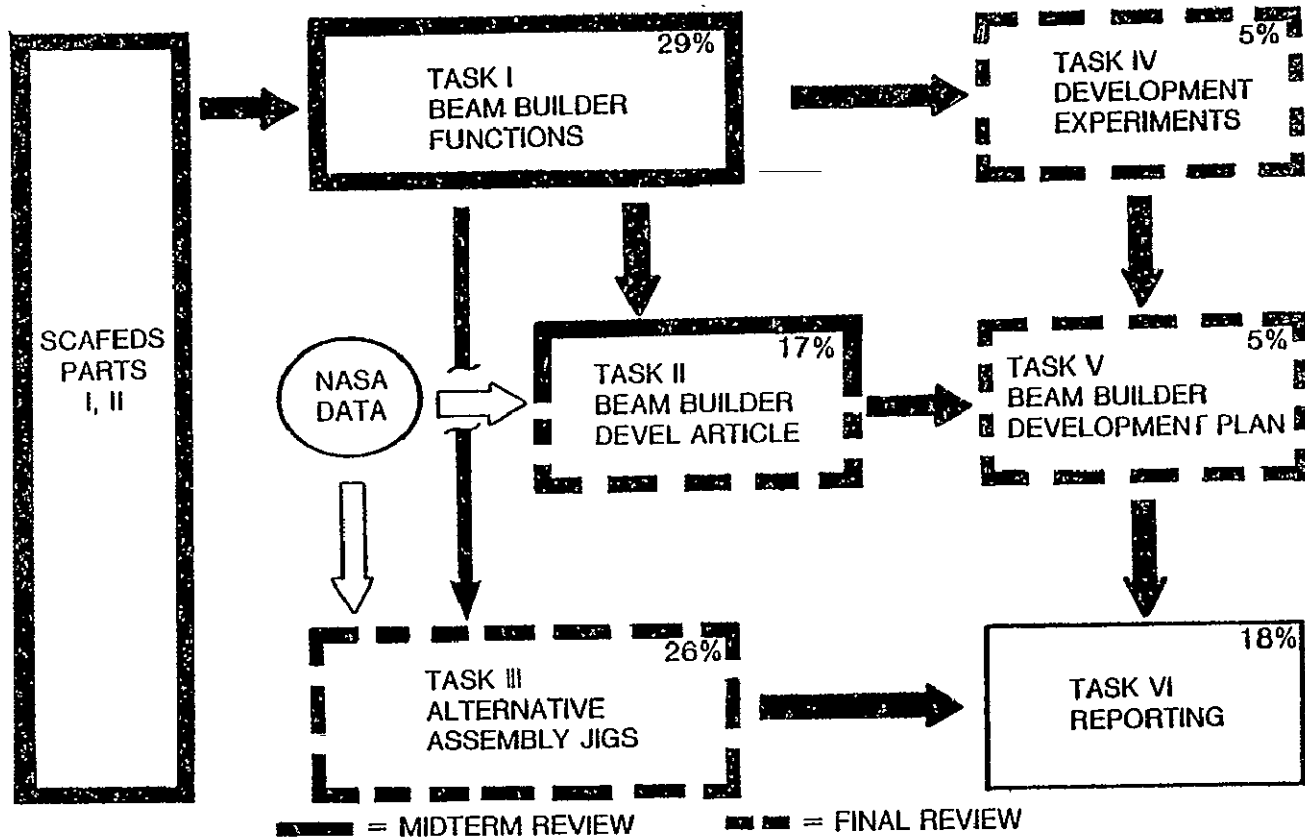 SCAFEDS
PARTS
I, II
29%
TASK I
BEAM BUILDER
FUNCTIONS
5%
TASK IV
DEVELOPMENT
EXPERIMENTS
NASA
DATA
17%
TASK II
BEAM BUILDER
DEVEL ARTICLE
5%
TASK V
BEAM BUILDER
DEVELOPMENT PLAN
26%
TASK III
ALTERNATIVE
ASSEMBLY JIGS
18%
TASK VI
REPORTING
= MIDTERM REVIEW
= FINAL REVIEW